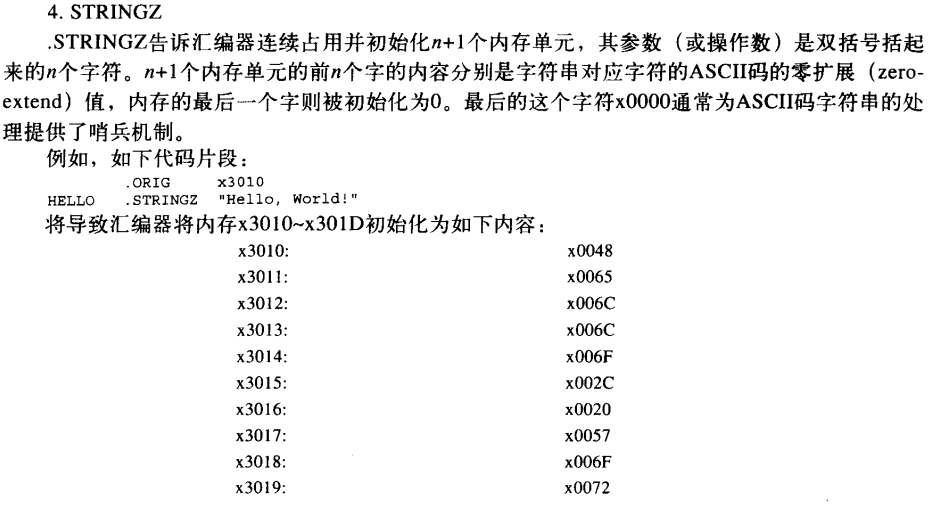 4. STRINGZ
.STRINGZ告诉汇编器连续占用并初始化n+1个内存单元，其参数（或操作数）是双括号括起
来的n个字符。n+1个内存单元的前n个字的内容分别是字符串对应字符的ASCII码的零扩展（zero-
extend）值，内存的最后一个字则被初始化为0。最后的这个字符x0000通常为ASCII码字符串的处
理提供了哨兵机制。
例如，如下代码片段：
.ORIG x3010
HELLO .STRINGZ "Hello, World!"
将导致汇编器将内存x3010~x301D初始化为如下内容：
x3010: x0048
x3011: x0065
x3012: x006C
x3013: x006C
x3014: x006F
x3015: x002C
x3016: x0020
x3017: x0057
x3018: x006F
x3019: x0072